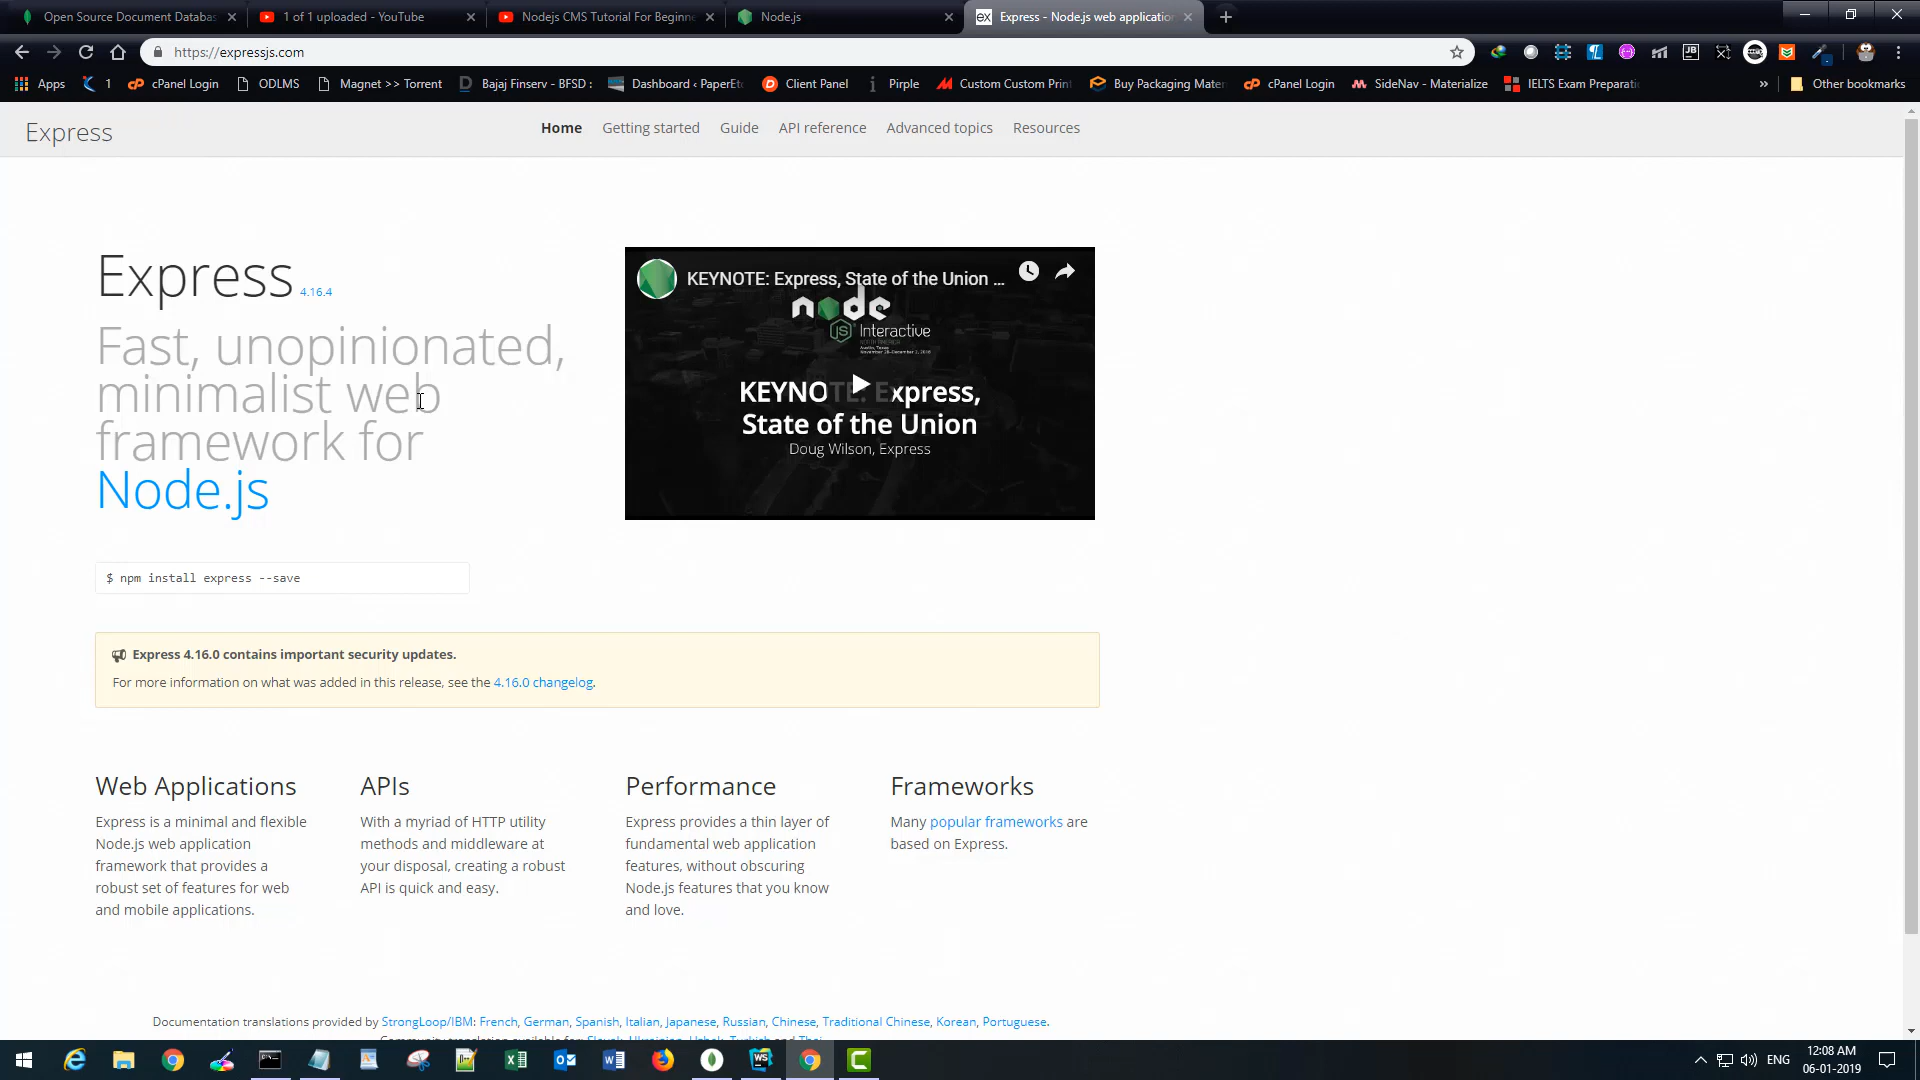 Open Source Document Databas
1 of 1 uploaded - YouTube
Nodejs CMS Tutorial For Beginne
Node.js
ex
Express - Node.js web applicatio
https://expressjs.com
Apps
1
cPanel Login
ODLMS
Magnet >> Torrent
Bajaj Finserv - BFSD :
Dashboard ‹ PaperEtc
Client Panel
Pirple
Custom Custom Print
Buy Packaging Mater
cPanel Login
SideNav - Materialize
IELTS Exam Preparati
»
Other bookmarks
Express
Home
Getting started
Guide
API reference
Advanced topics
Resources
Express 4.16.4
Fast, unopinionated,
minimalist web
framework for
Node.js
KEYNOTE: Express, State of the Union ...
node
JS Interactive
KEYNOTE: Express,
State of the Union
Doug Wilson, Express
$ npm install express --save
Express 4.16.0 contains important security updates.
For more information on what was added in this release, see the 4.16.0 changelog.
Web Applications
Express is a minimal and flexible
Node.js web application
framework that provides a
robust set of features for web
and mobile applications.
APIs
With a myriad of HTTP utility
methods and middleware at
your disposal, creating a robust
API is quick and easy.
Performance
Express provides a thin layer of
fundamental web application
features, without obscuring
Node.js features that you know
and love.
Frameworks
Many popular frameworks are
based on Express.
Documentation translations provided by StrongLoop/IBM: French, German, Spanish, Italian, Japanese, Russian, Chinese, Traditional Chinese, Korean, Portuguese.
ENG
12:08 AM
06-01-2019